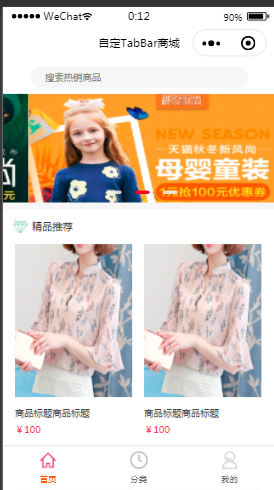 WeChat 0:12 90%
自定TabBar商城
搜索热销商品
NEW SEASON
天猫秋冬新风尚
母婴童装
元 抢100元优惠券
精品推荐
商品标题商品标题 商品标题商品标题
￥100 ￥100
首页 分类 我的